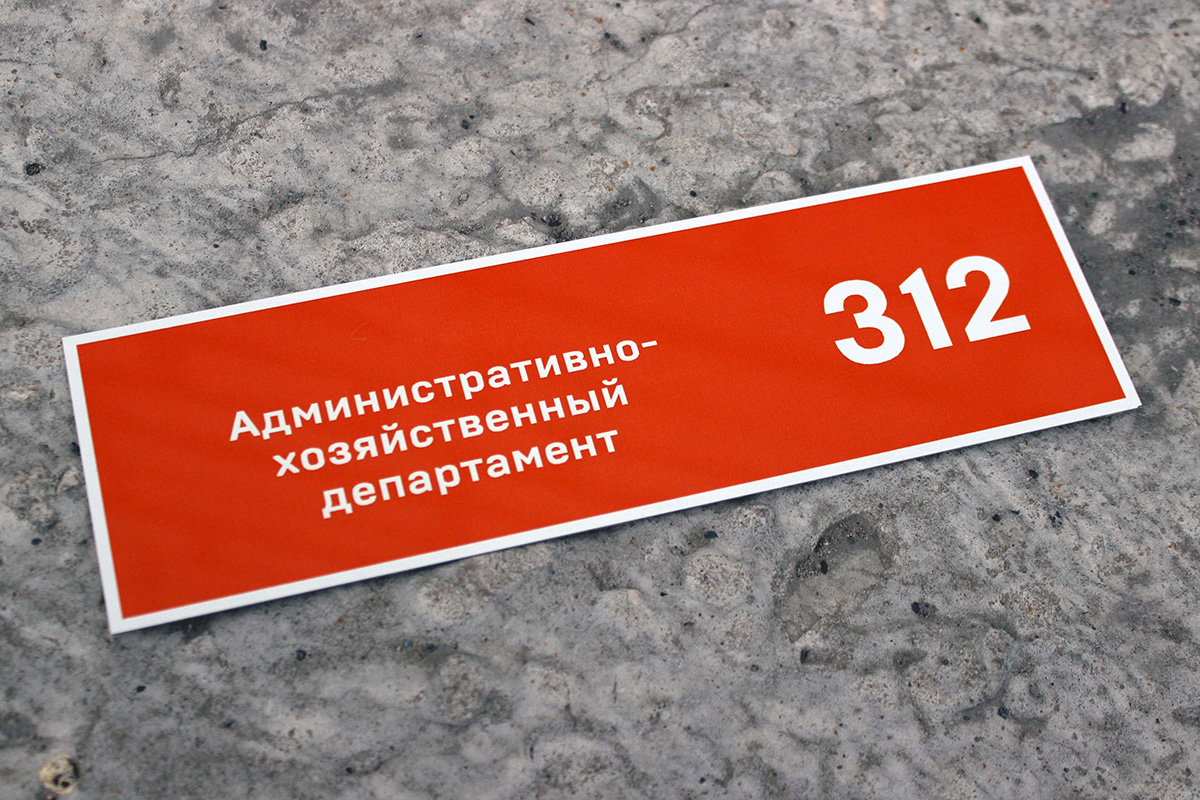 Административно-
хозяйственный
департамент
312